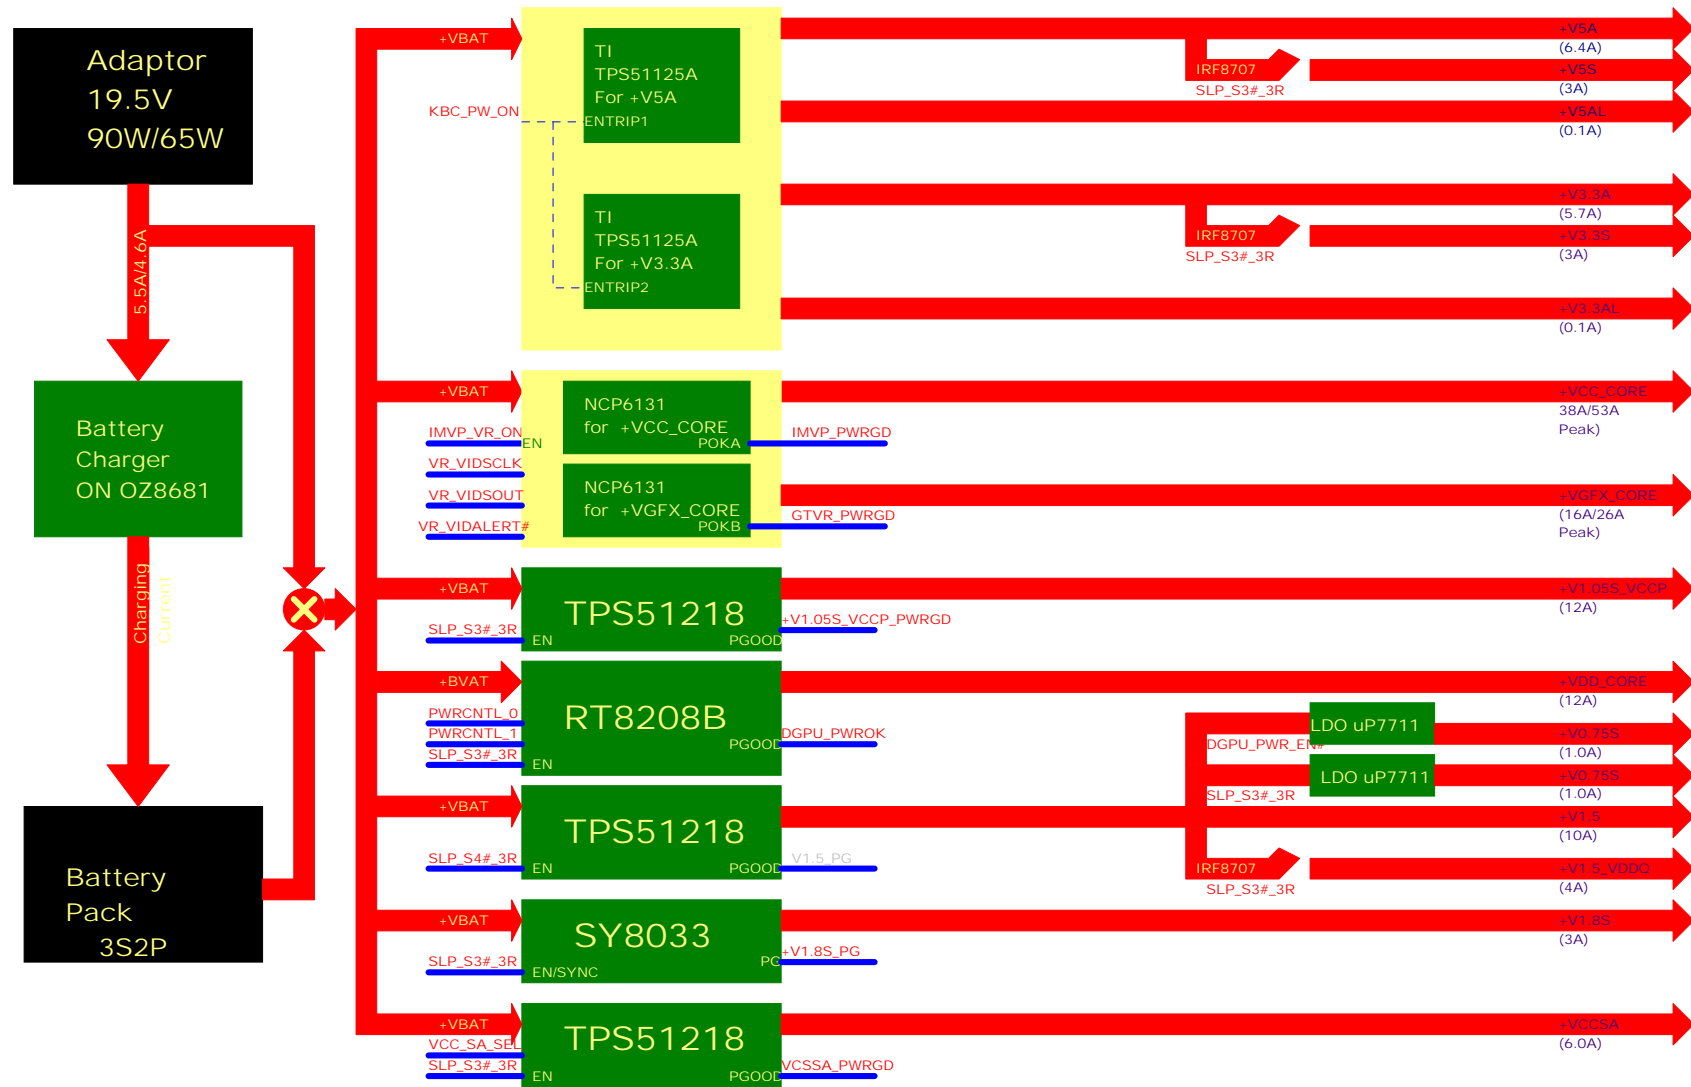 Adaptor
19.5V
90W/65W
5.5A/4.6A
Battery
Charger
ON OZ8681
Charging
Current
Battery
Pack
3S2P
+VBAT
KBC_PW_ON
TI
TPS51125A
For +V5A
ENTRIP1
TI
TPS51125A
For +V3.3A
ENTRIP2
IRF8707
SLP_S3#_3R
+V5A
(6.4A)
+V5S
(3A)
+V5AL
(0.1A)
IRF8707
SLP_S3#_3R
+V3.3A
(5.7A)
+V3.3S
(3A)
+V3.3AL
(0.1A)
+VBAT
IMVP_VR_ON
EN
VR_VIDSCLK
VR_VIDSOUT
VR_VIDALERT#
NCP6131
for +VCC_CORE
POKA
IMVP_PWRGD
NCP6131
for +VGFX_CORE
POKB
GTVR_PWRGD
+VCC_CORE
38A/53A
Peak)
+VGFX_CORE
(16A/26A
Peak)
+VBAT
SLP_S3#_3R
TPS51218
EN
PGOOD
+V1.05S_VCCP_PWRGD
+V1.05S_VCCP
(12A)
+BVAT
PWRCNTL_0
PWRCNTL_1
SLP_S3#_3R
RT8208B
EN
PGOOD
DGPU_PWROK
+VDD_CORE
(12A)
LDO uP7711
DGPU_PWR_EN#
+V0.75S
(1.0A)
LDO uP7711
SLP_S3#_3R
+V0.75S
(1.0A)
+VBAT
SLP_S4#_3R
TPS51218
EN
PGOOD
V1.5_PG
+V1.5
(10A)
IRF8707
SLP_S3#_3R
+V1.5_VDDQ
(4A)
+VBAT
SLP_S3#_3R
SY8033
EN/SYNC
PG
+V1.8S_PG
+V1.8S
(3A)
+VBAT
VCC_SA_SEL
SLP_S3#_3R
TPS51218
EN
PGOOD
VCSSA_PWRGD
+VCCSA
(6.0A)